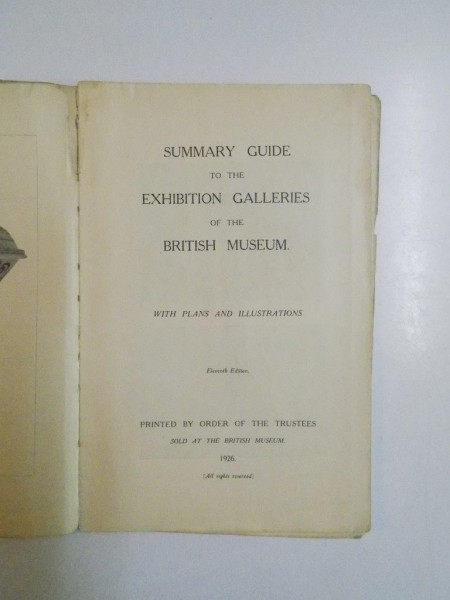 SUMMARY GUIDE
TO THE
EXHIBITION GALLERIES
OF THE
BRITISH MUSEUM.
WITH PLANS AND ILLUSTRATIONS
Eleventh Edition.
PRINTED BY ORDER OF THE TRUSTEES
SOLD AT THE BRITISH MUSEUM.
1926.
(All rights reserved)